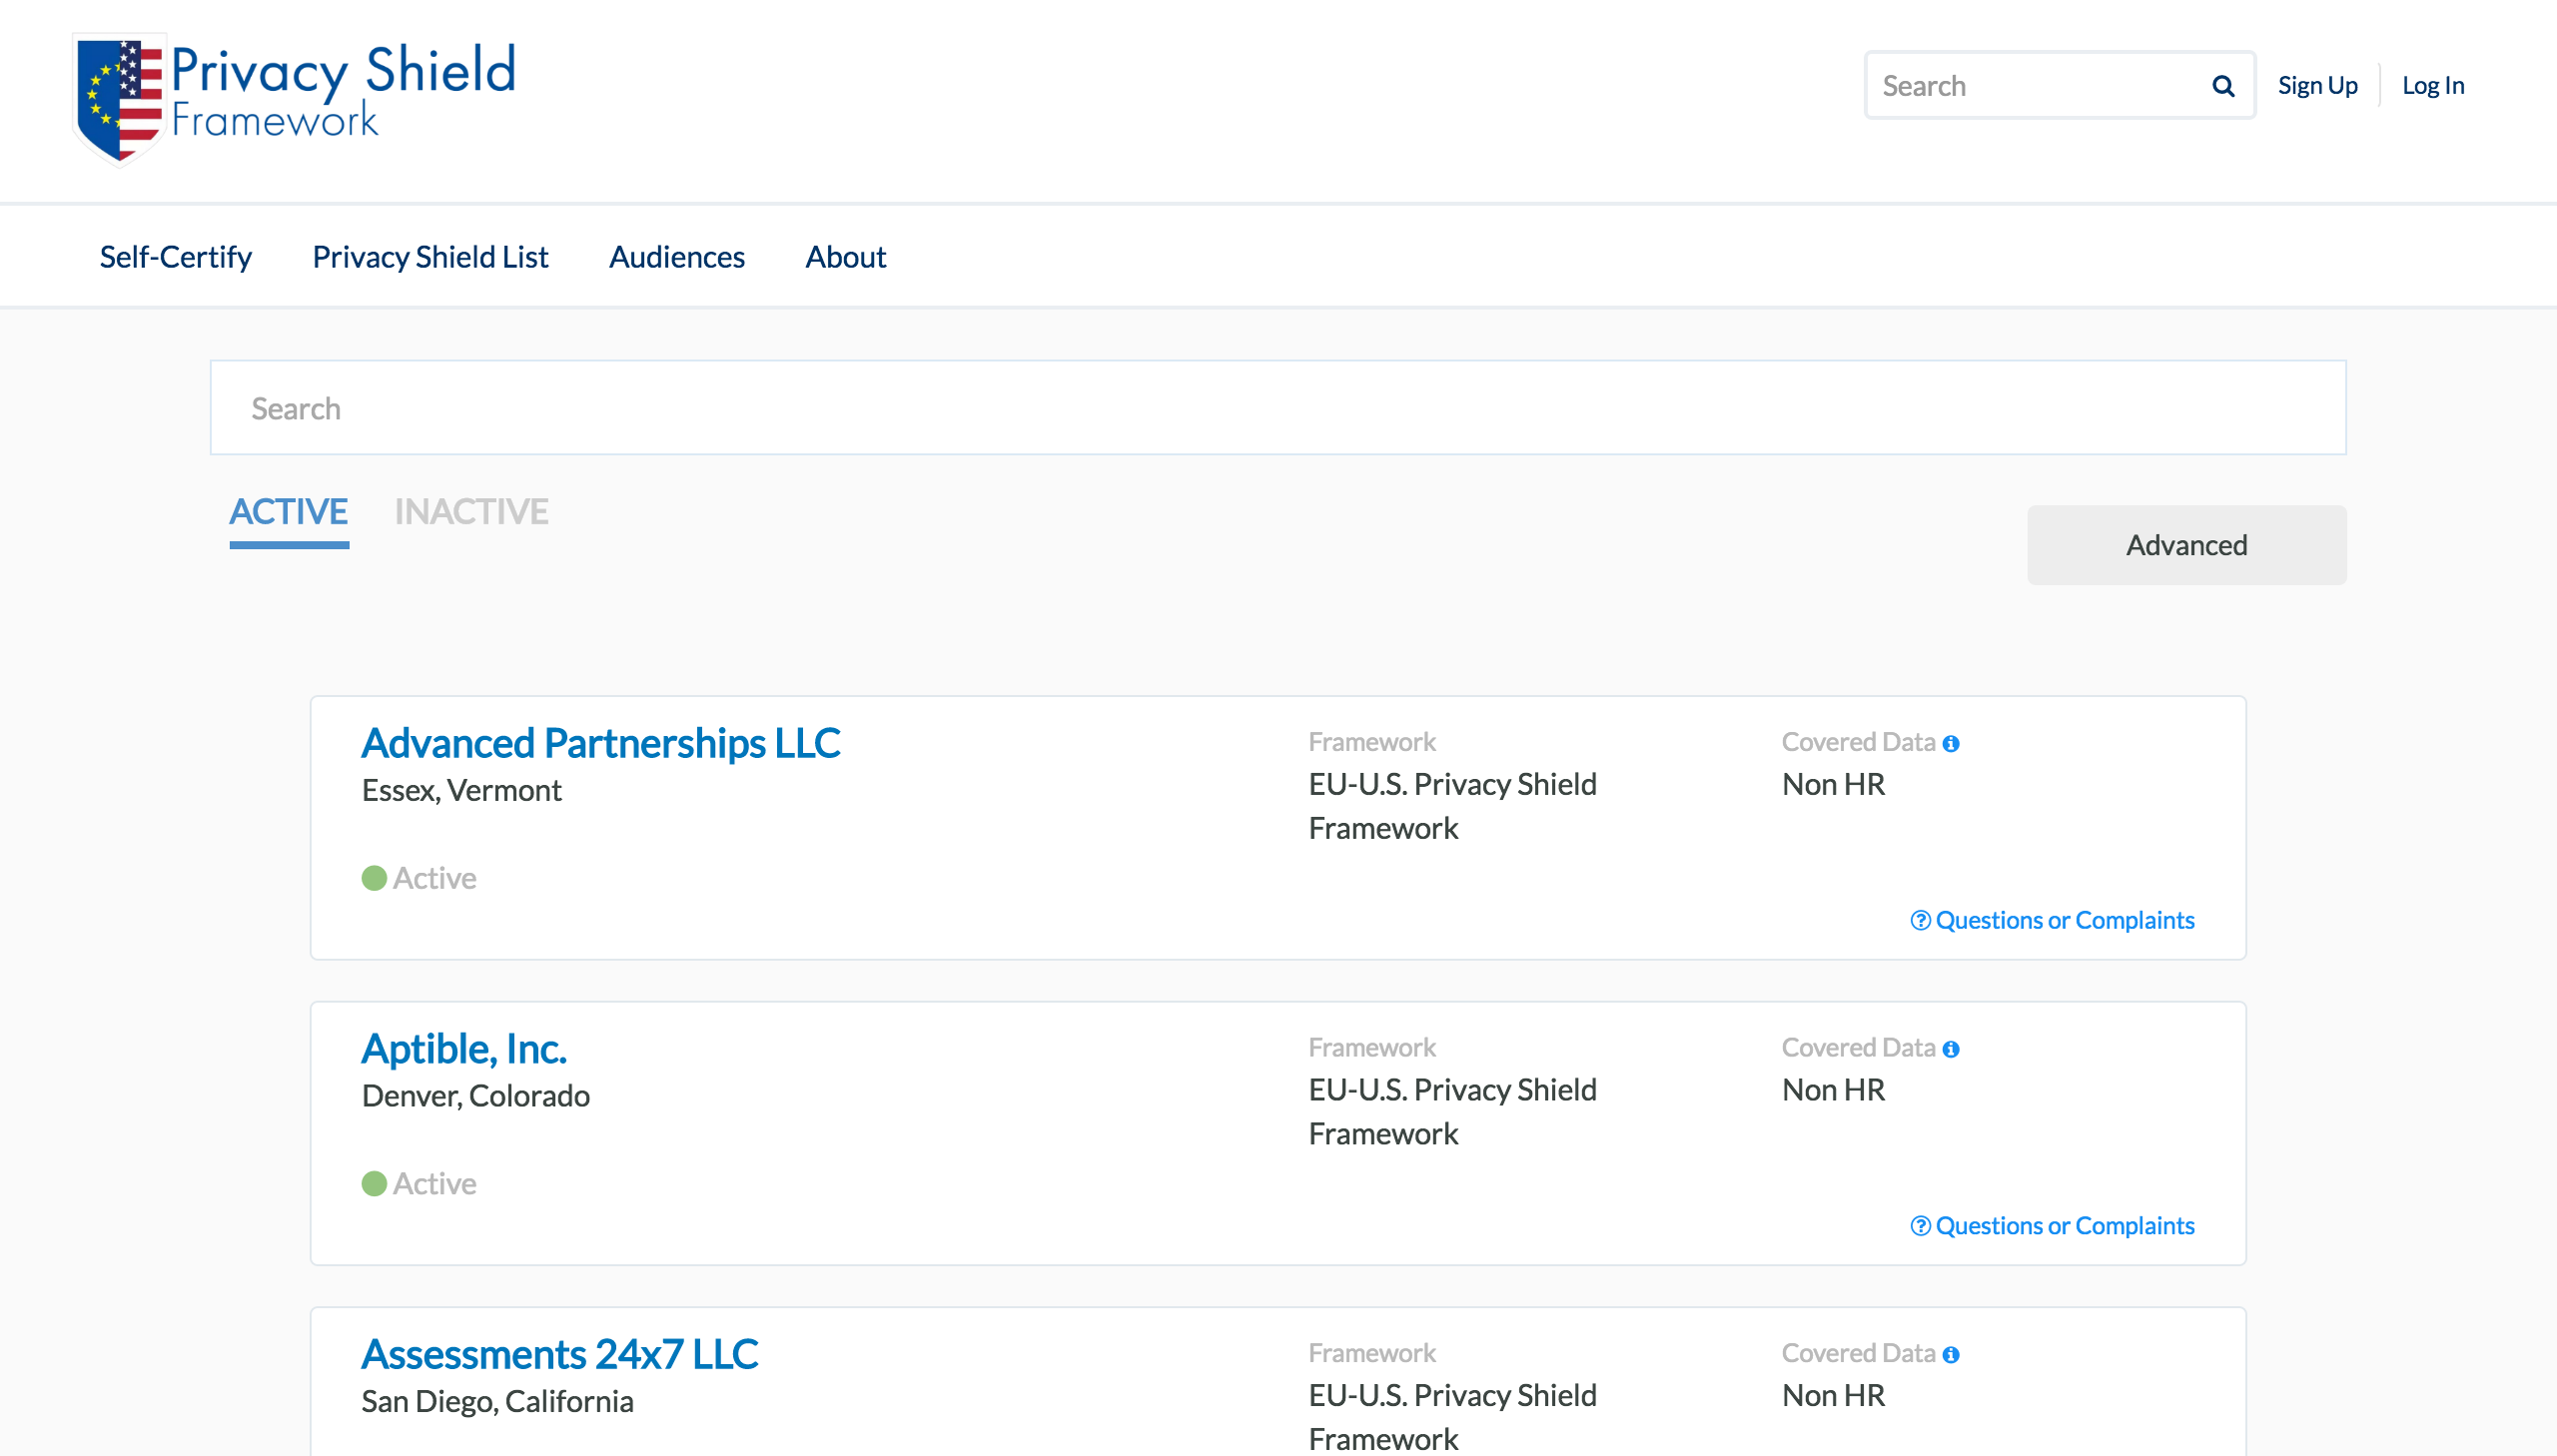 Privacy Shield
Framework
Search
Sign Up
Log In
Self-Certify
Privacy Shield List
Audiences
About
Search
ACTIVE
INACTIVE
Advanced
Advanced Partnerships LLC
Essex, Vermont
Active
Framework
EU-U.S. Privacy Shield
Framework
Covered Data
Non HR
Questions or Complaints
Aptible, Inc.
Denver, Colorado
Active
Framework
EU-U.S. Privacy Shield
Framework
Covered Data
Non HR
Questions or Complaints
Assessments 24x7 LLC
San Diego, California
Framework
EU-U.S. Privacy Shield
Framework
Covered Data
Non HR